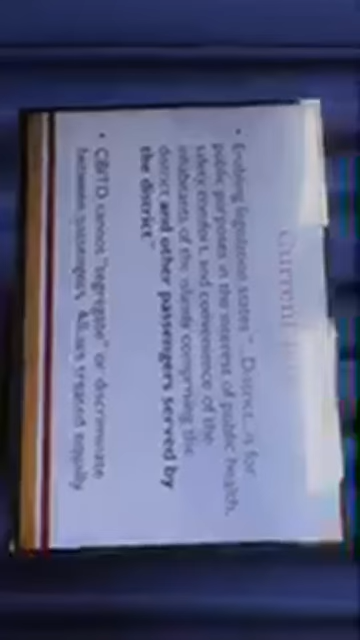 Current
• Enabling legislation states "...District...is for
public purposes in the interest of public health,
safety, comfort, and convenience of the
inhabitants of the islands comprising the
district and other passengers served by
the district"
• CBITD cannot "segregate" or discriminate
between passengers. All are treated equally